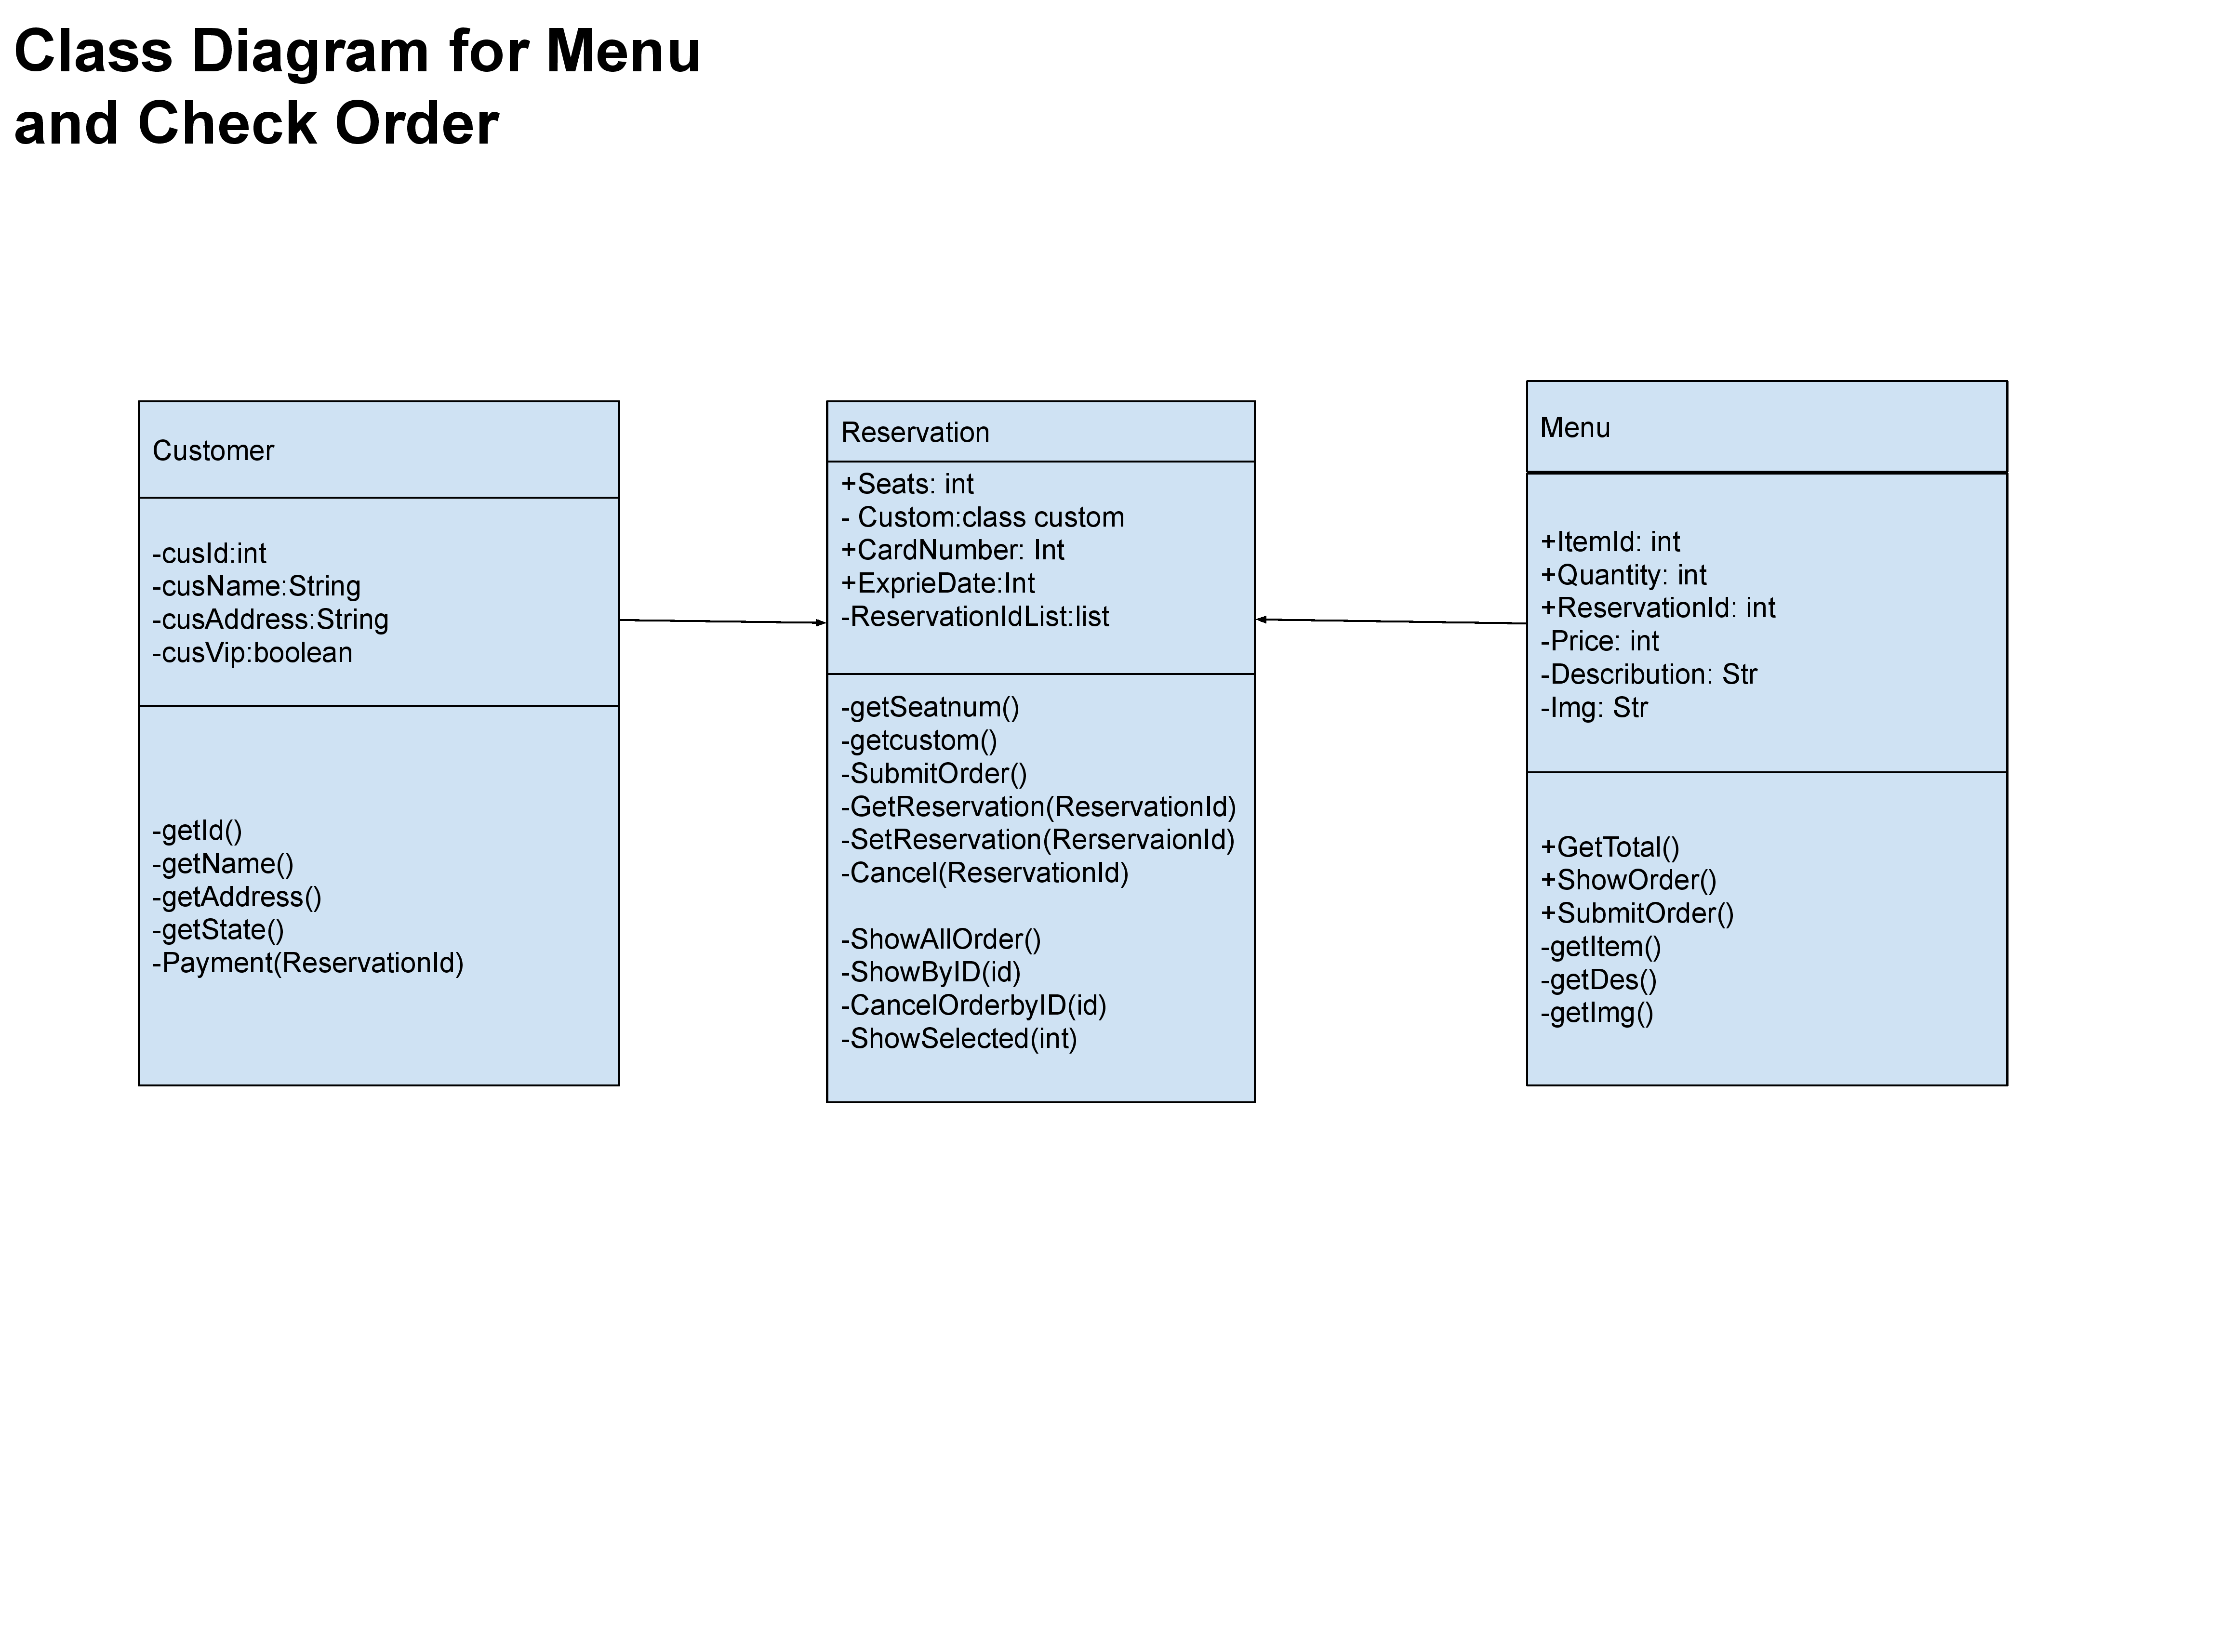 Class Diagram for Menu
and Check Order
Customer
-cusId:int
-cusName:String
-cusAddress:String
-cusVip:boolean
-getId()
-getName()
-getAddress()
-getState()
-Payment(ReservationId)
Reservation
+Seats: int
- Custom:class custom
+CardNumber: Int
+ExprieDate:Int
-ReservationIdList:list
-getSeatnum()
-getcustom()
-SubmitOrder()
-GetReservation(ReservationId)
-SetReservation(RerservaionId)
-Cancel(ReservationId)
-ShowAllOrder()
-ShowByID(id)
-CancelOrderbyID(id)
-ShowSelected(int)
Menu
+ItemId: int
+Quantity: int
+ReservationId: int
-Price: int
-Describution: Str
-Img: Str
+GetTotal()
+ShowOrder()
+SubmitOrder()
-getItem()
-getDes()
-getImg()